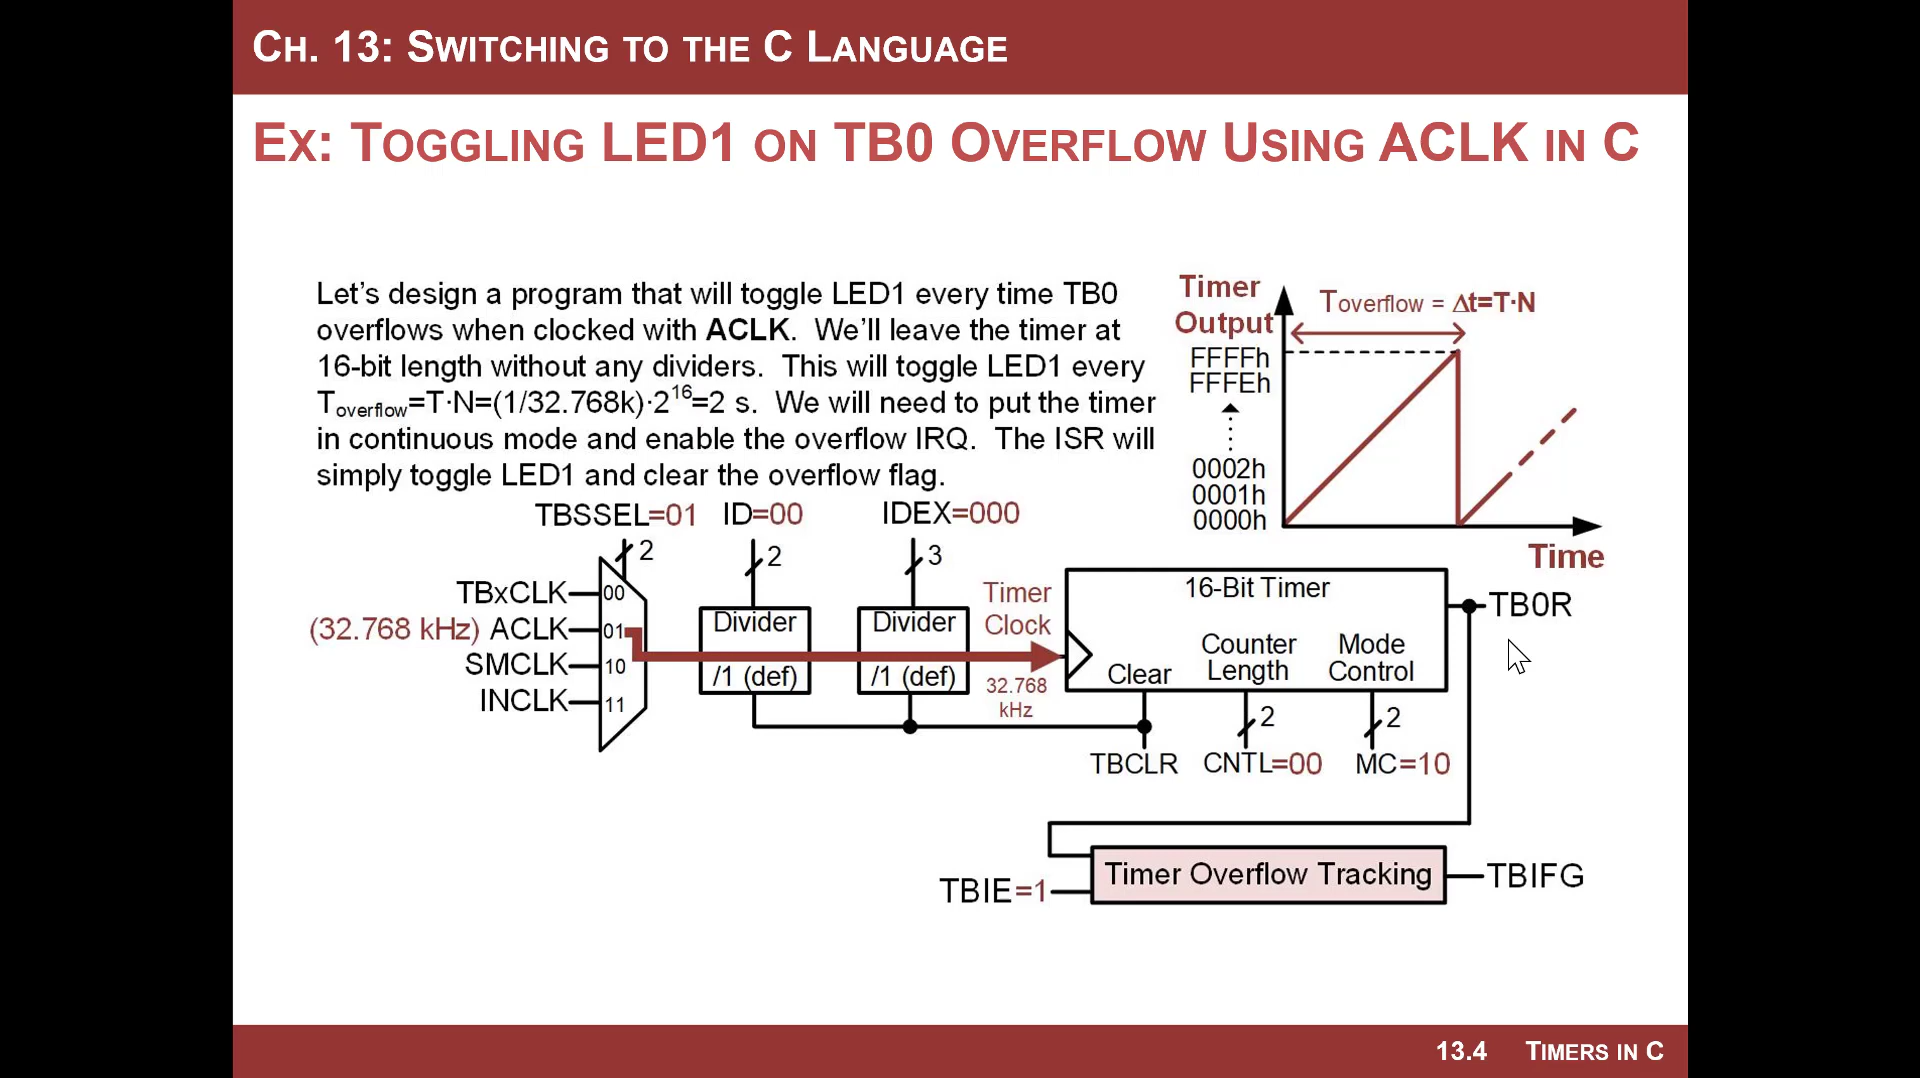 CH. 13: SWITCHING TO THE C LANGUAGE
EX: TOGGLING LED1 ON TB0 OVERFLOW USING ACLK IN C
Let's design a program that will toggle LED1 every time TB0
overflows when clocked with ACLK. We'll leave the timer at
16-bit length without any dividers. This will toggle LED1 every
Toverflow=T·N=(1/32.768k)·2^16=2 s. We will need to put the timer
in continuous mode and enable the overflow IRQ. The ISR will
simply toggle LED1 and clear the overflow flag.
Timer
Output
Toverflow = Δt=T·N
FFFFh
FFFEh
0002h
0001h
0000h
Time
TBSSEL=01 ID=00 IDEX=000
2 2 3
TBxCLK 00
(32.768 kHz) ACLK 01
SMCLK 10
INCLK 11
Divider
/1 (def)
Divider
/1 (def)
Timer
Clock
32.768
kHz
16-Bit Timer
Clear
Counter
Length
Mode
Control
TB0R
2 2
TBCLR CNTL=00 MC=10
TBIE=1
Timer Overflow Tracking
TBIFG
13.4 TIMERS IN C